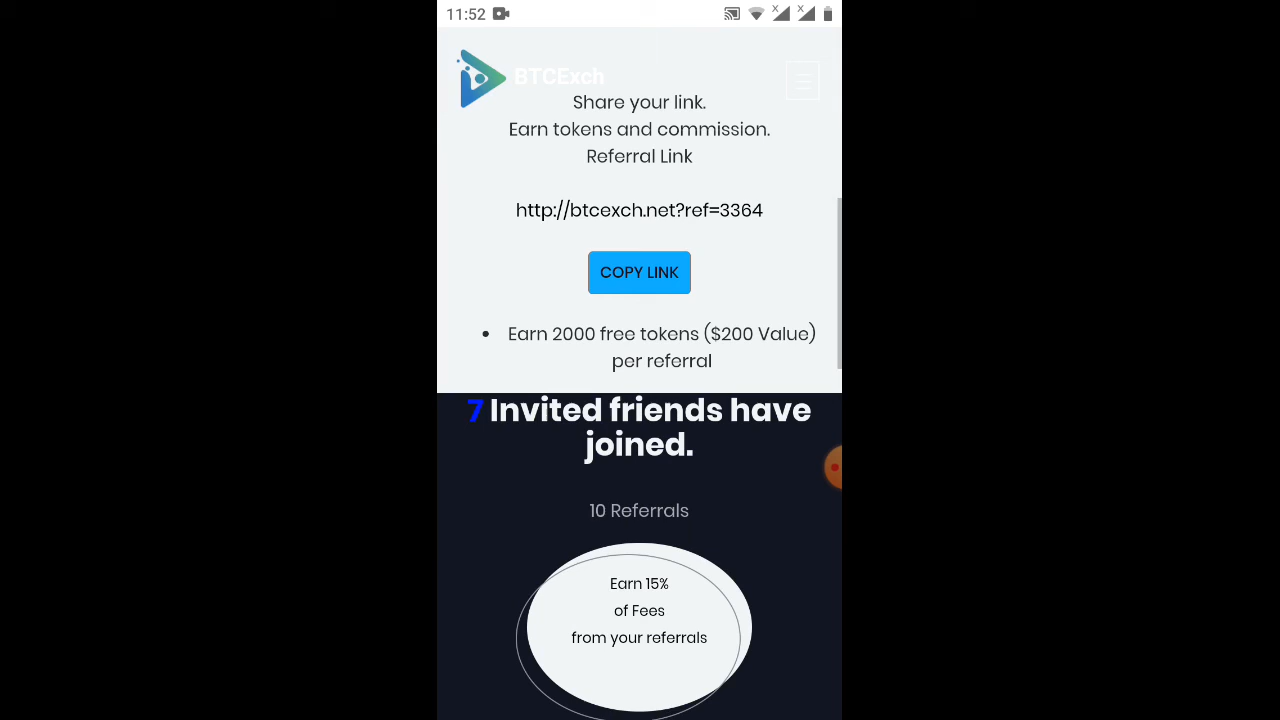 11:52
BTCExch
Share your link.
Earn tokens and commission.
Referral Link
http://btcexch.net?ref=3364
COPY LINK
• Earn 2000 free tokens ($200 Value)
per referral
7 Invited friends have
joined.
10 Referrals
Earn 15%
of Fees
from your referrals